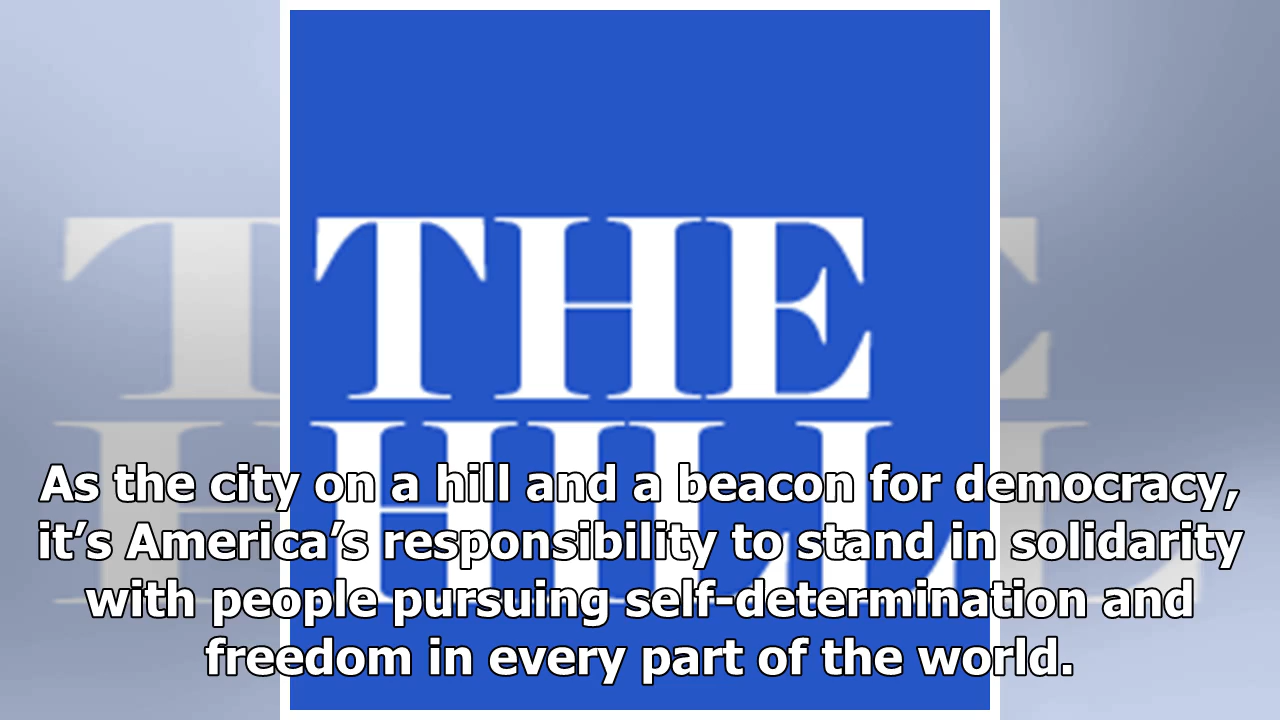 THE
HILL
As the city on a hill and a beacon for democracy,
it’s America’s responsibility to stand in solidarity
with people pursuing self-determination and
freedom in every part of the world.